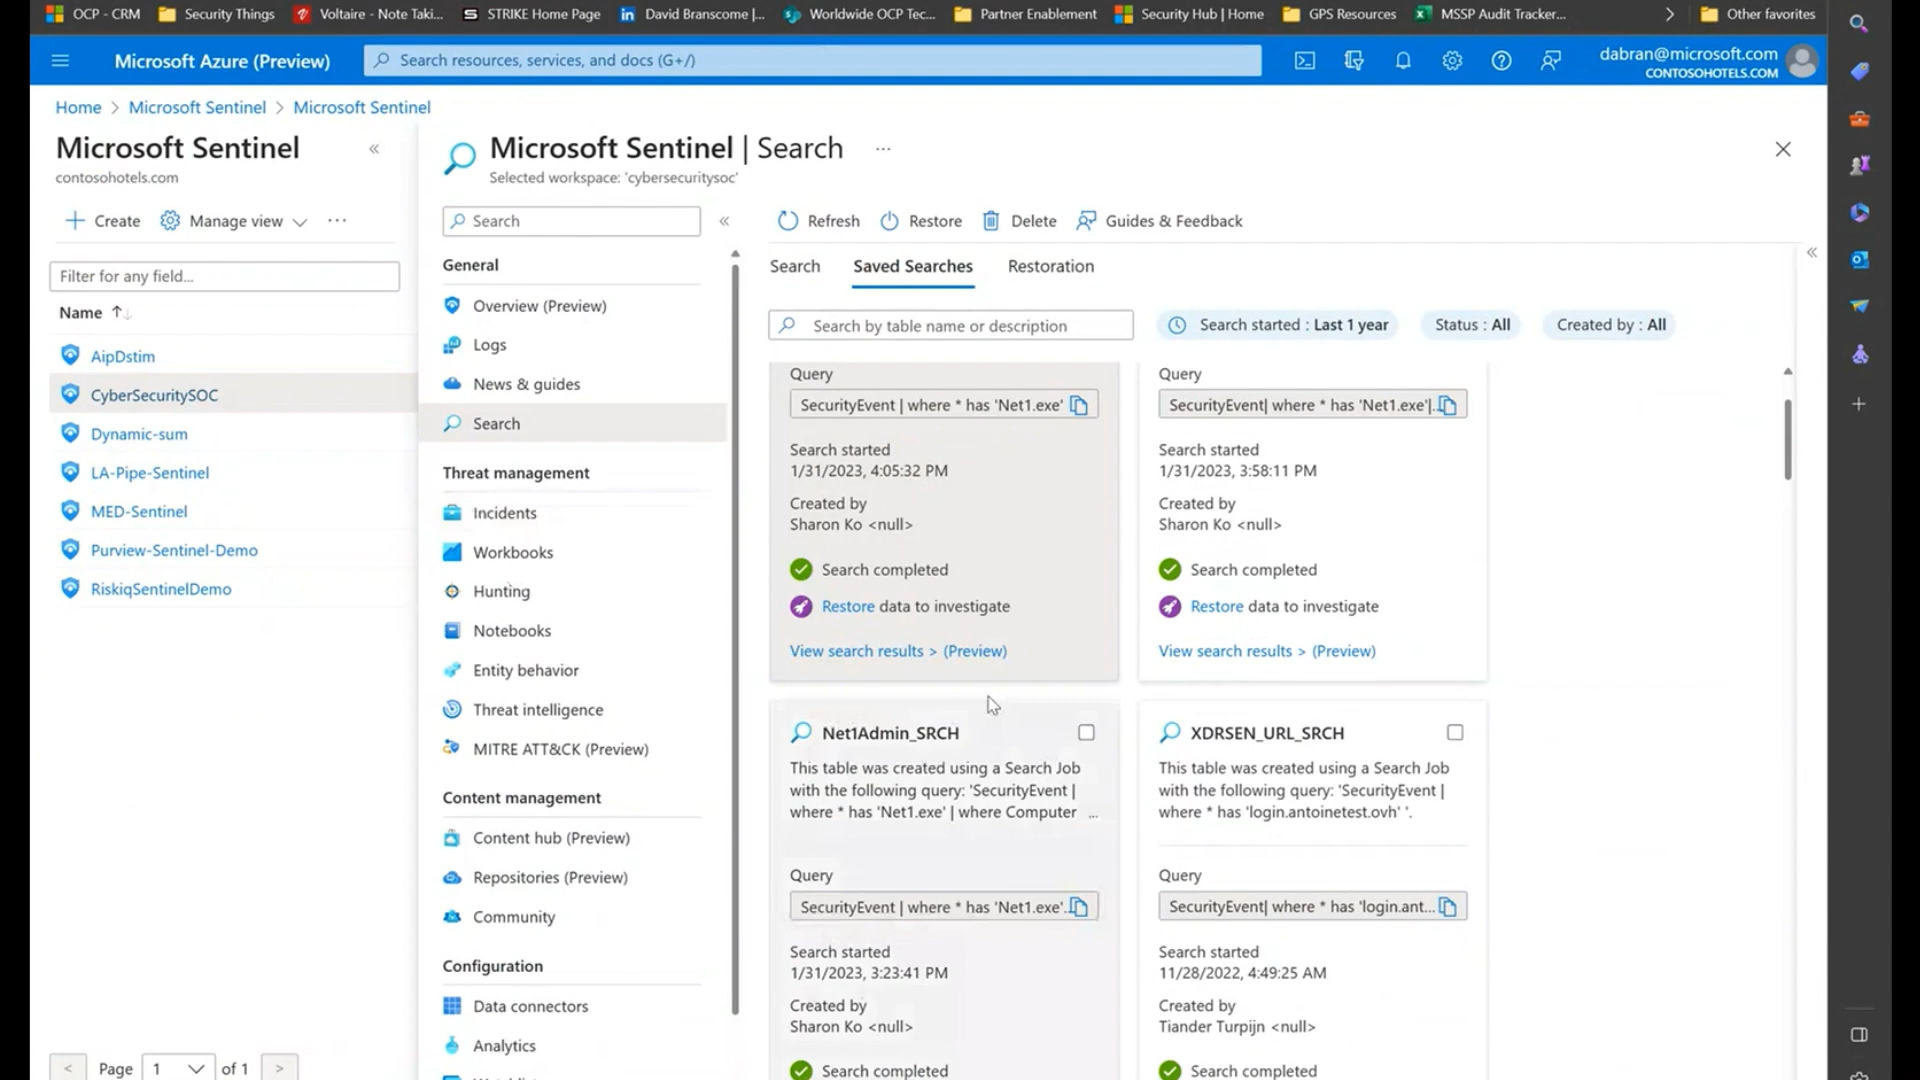 OCP - CRM
Security Things
Voltaire - Note Taki...
STRIKE Home Page
David Branscome |...
Worldwide OCP Tec...
Partner Enablement
Security Hub | Home
GPS Resources
MSSP Audit Tracker...
Other favorites
Microsoft Azure (Preview)
Search resources, services, and docs (G+/)
dabran@microsoft.com
CONTOSOHOTELS.COM
Home > Microsoft Sentinel > Microsoft Sentinel
Microsoft Sentinel
contosohotels.com
Create
Manage view
Filter for any field...
Name
AipDstim
CyberSecuritySOC
Dynamic-sum
LA-Pipe-Sentinel
MED-Sentinel
Purview-Sentinel-Demo
RiskiqSentinelDemo
< Page 1 of 1 >
Microsoft Sentinel | Search
Selected workspace: 'cybersecuritysoc'
Search
General
Overview (Preview)
Logs
News & guides
Search
Threat management
Incidents
Workbooks
Hunting
Notebooks
Entity behavior
Threat intelligence
MITRE ATT&CK (Preview)
Content management
Content hub (Preview)
Repositories (Preview)
Community
Configuration
Data connectors
Analytics
Refresh
Restore
Delete
Guides & Feedback
Search
Saved Searches
Restoration
Search by table name or description
Search started : Last 1 year
Status : All
Created by : All
Query
SecurityEvent | where * has 'Net1.exe'
Search started
1/31/2023, 4:05:32 PM
Created by
Sharon Ko <null>
Search completed
Restore data to investigate
View search results > (Preview)
Query
SecurityEvent| where * has 'Net1.exe'|...
Search started
1/31/2023, 3:58:11 PM
Created by
Sharon Ko <null>
Search completed
Restore data to investigate
View search results > (Preview)
Net1Admin_SRCH
This table was created using a Search Job
with the following query: 'SecurityEvent |
where * has 'Net1.exe' | where Computer ...
Query
SecurityEvent | where * has 'Net1.exe'...
Search started
1/31/2023, 3:23:41 PM
Created by
Sharon Ko <null>
Search completed
XDRSEN_URL_SRCH
This table was created using a Search Job
with the following query: 'SecurityEvent |
where * has 'login.antoinetest.ovh' '.
Query
SecurityEvent| where * has 'login.ant...
Search started
11/28/2022, 4:49:25 AM
Created by
Tiander Turpijn <null>
Search completed